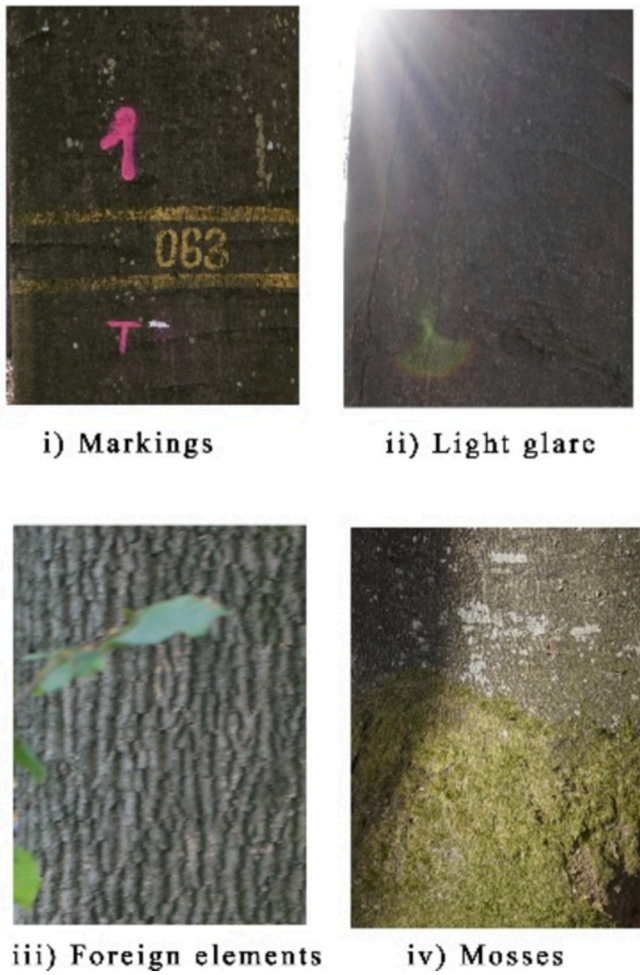 1
063
T
i) Markings
ii) Light glare
iii) Foreign elements
iv) Mosses